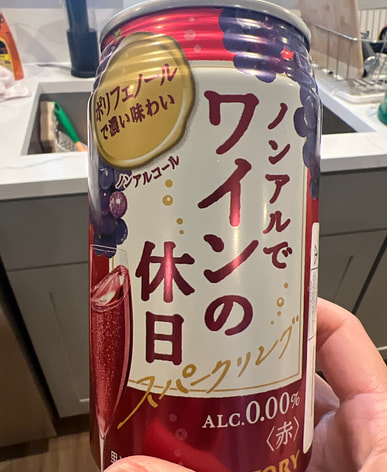 ポリフェノール
で濃い味わい
ノンアルコール
ノンアルで
ワインの
休日
スパークリング
ALC.0.00%
〈赤〉